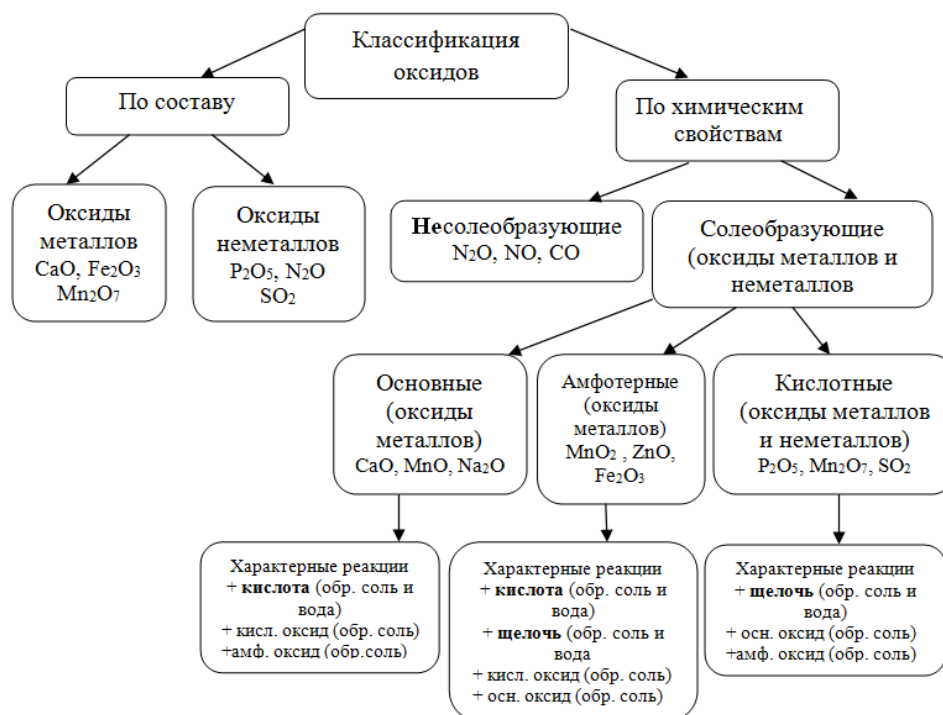 Классификация
оксидов
По составу
По химическим
свойствам
Оксиды
металлов
CaO, Fe2O3
Mn2O7
Оксиды
неметаллов
P2O5, N2O
SO2
Несолеобразующие
N2O, NO, CO
Солеобразующие
(оксиды металлов и
неметаллов
Основные
(оксиды
металлов)
CaO, MnO, Na2O
Амфотерные
(оксиды
металлов)
MnO2 , ZnO,
Fe2O3
Кислотные
(оксиды металлов
и неметаллов)
P2O5, Mn2O7, SO2
Характерные реакции
+ кислота (обр. соль и
вода)
+ кисл. оксид (обр. соль)
+амф. оксид (обр.соль)
Характерные реакции
+ кислота (обр. соль и
вода)
+ щелочь (обр. соль и
вода
+ кисл. оксид (обр. соль)
+ осн. оксид (обр. соль)
Характерные реакции
+ щелочь (обр. соль и
вода)
+ осн. оксид (обр. соль)
+амф. оксид (обр. соль)